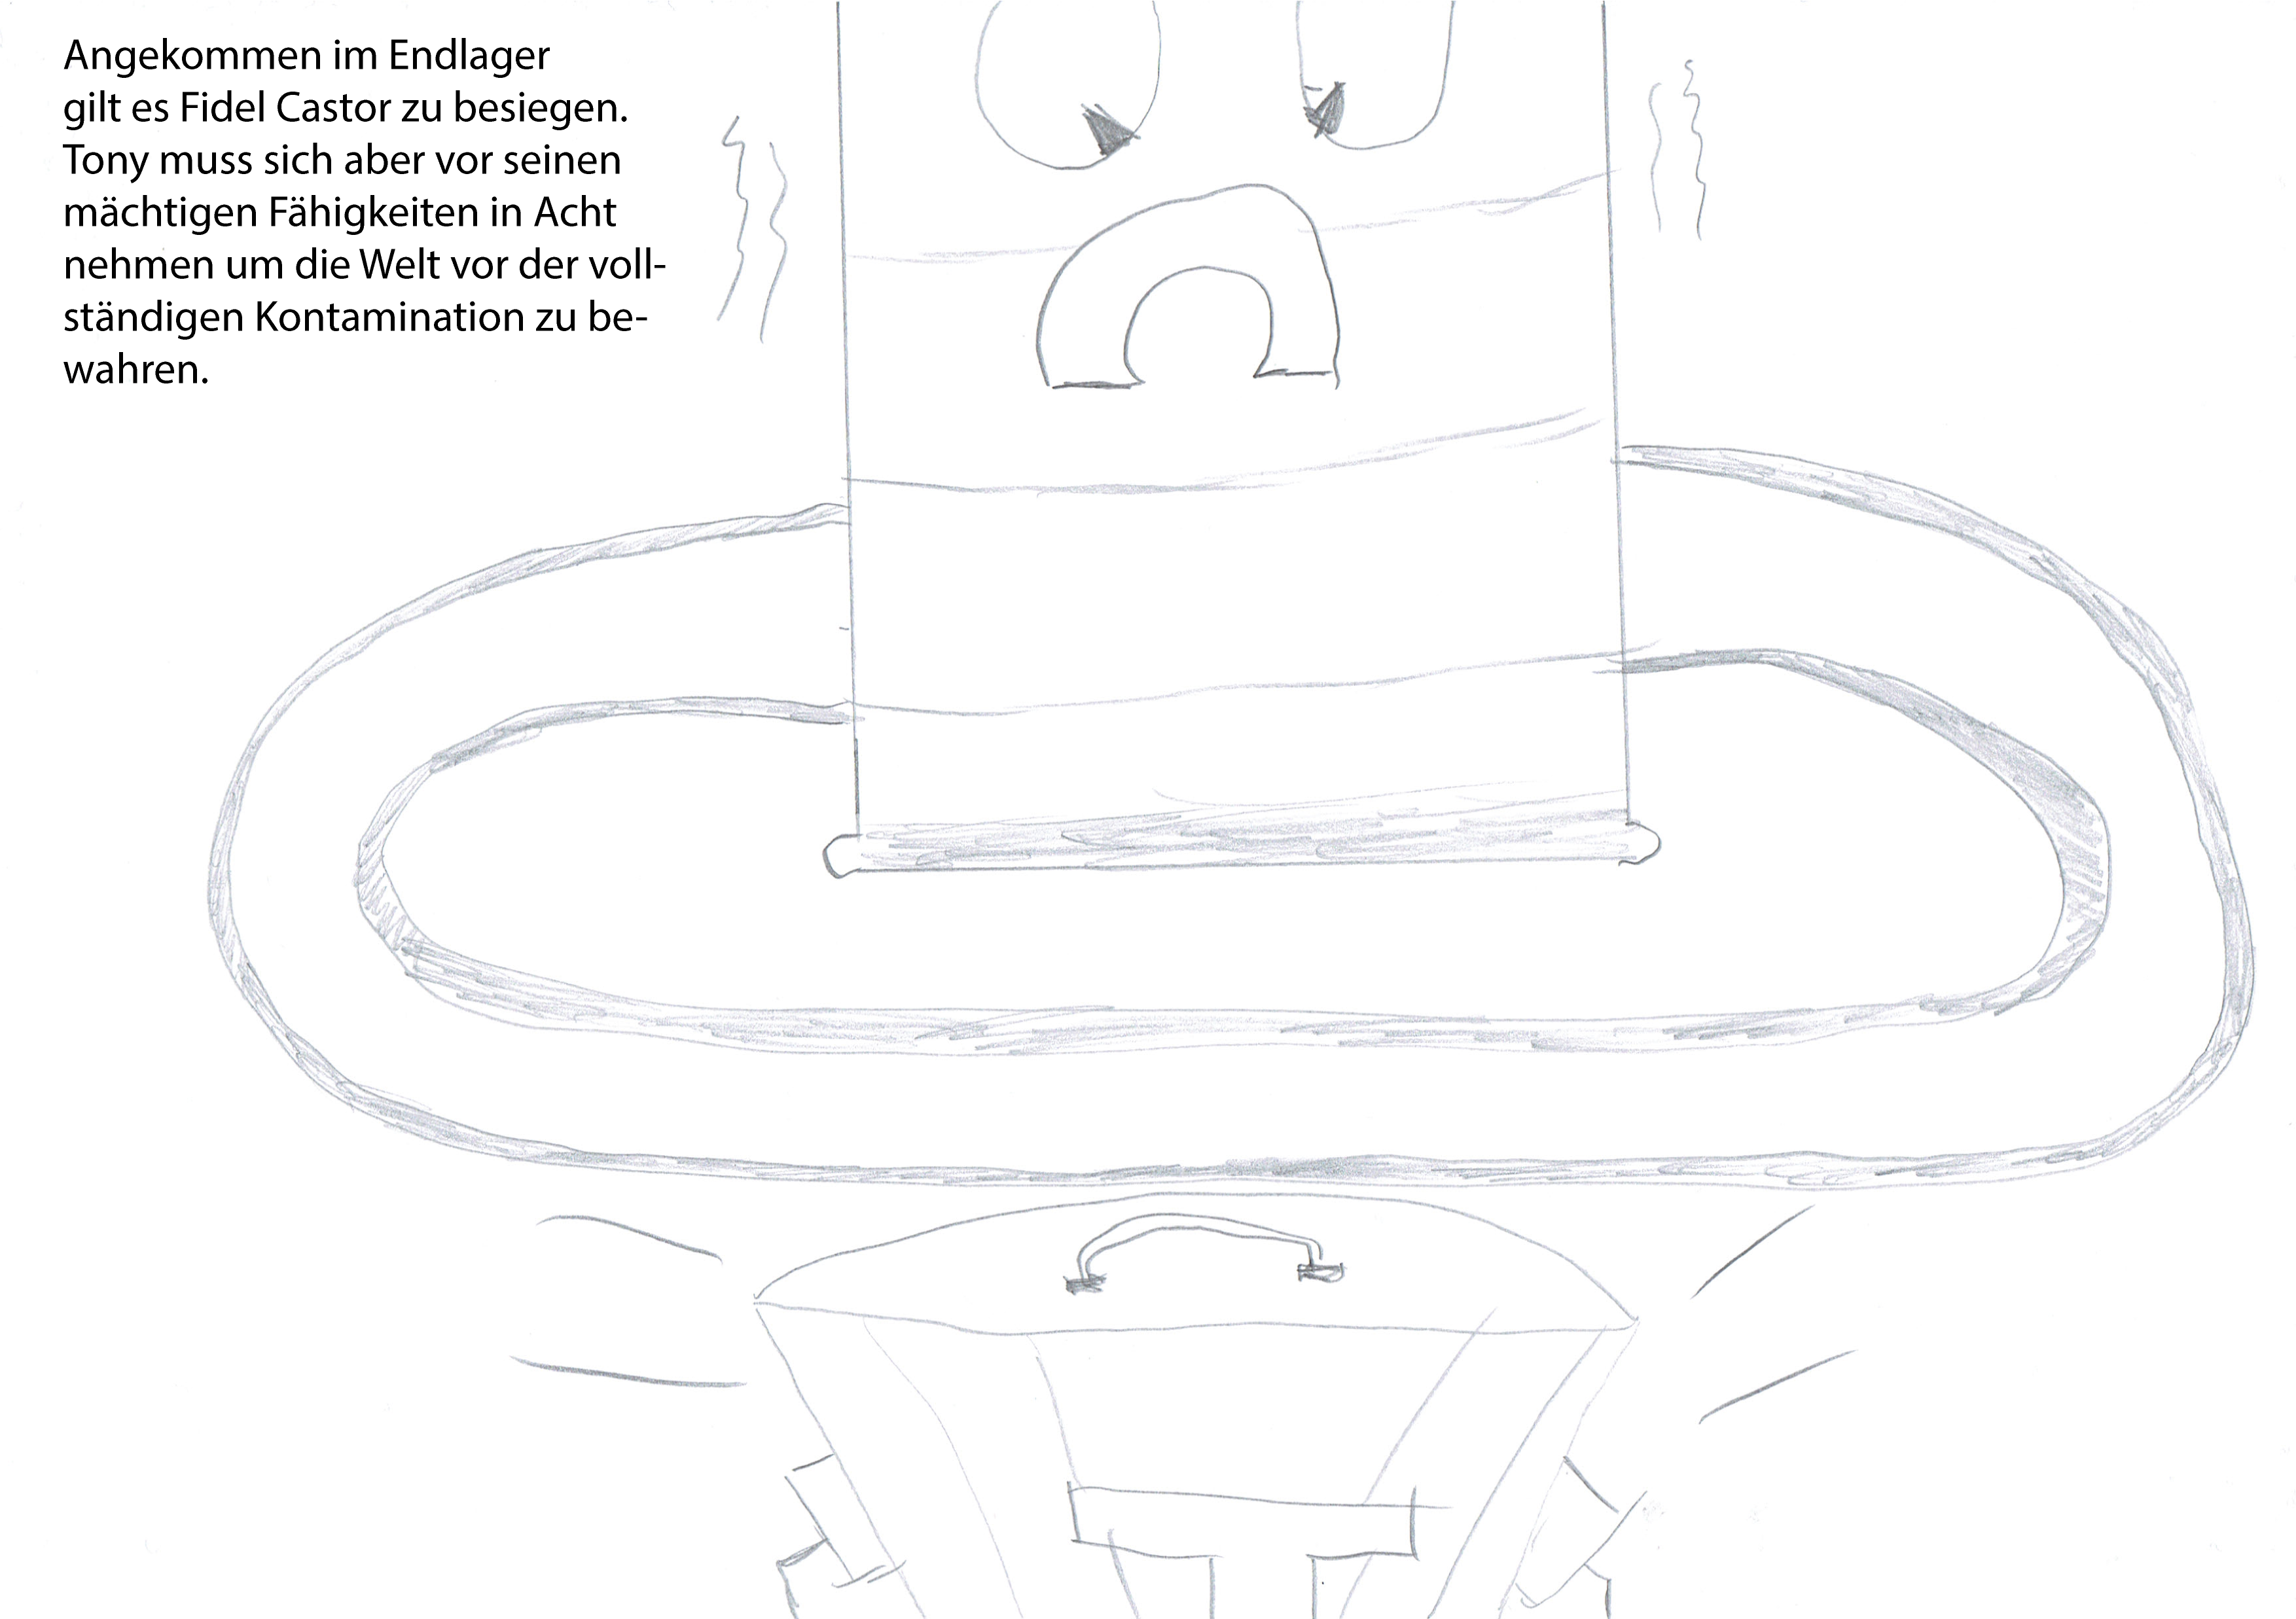 Angekommen im Endlager
gilt es Fidel Castor zu besiegen.
Tony muss sich aber vor seinen
mächtigen Fähigkeiten in Acht
nehmen um die Welt vor der voll-
ständigen Kontamination zu be-
wahren.